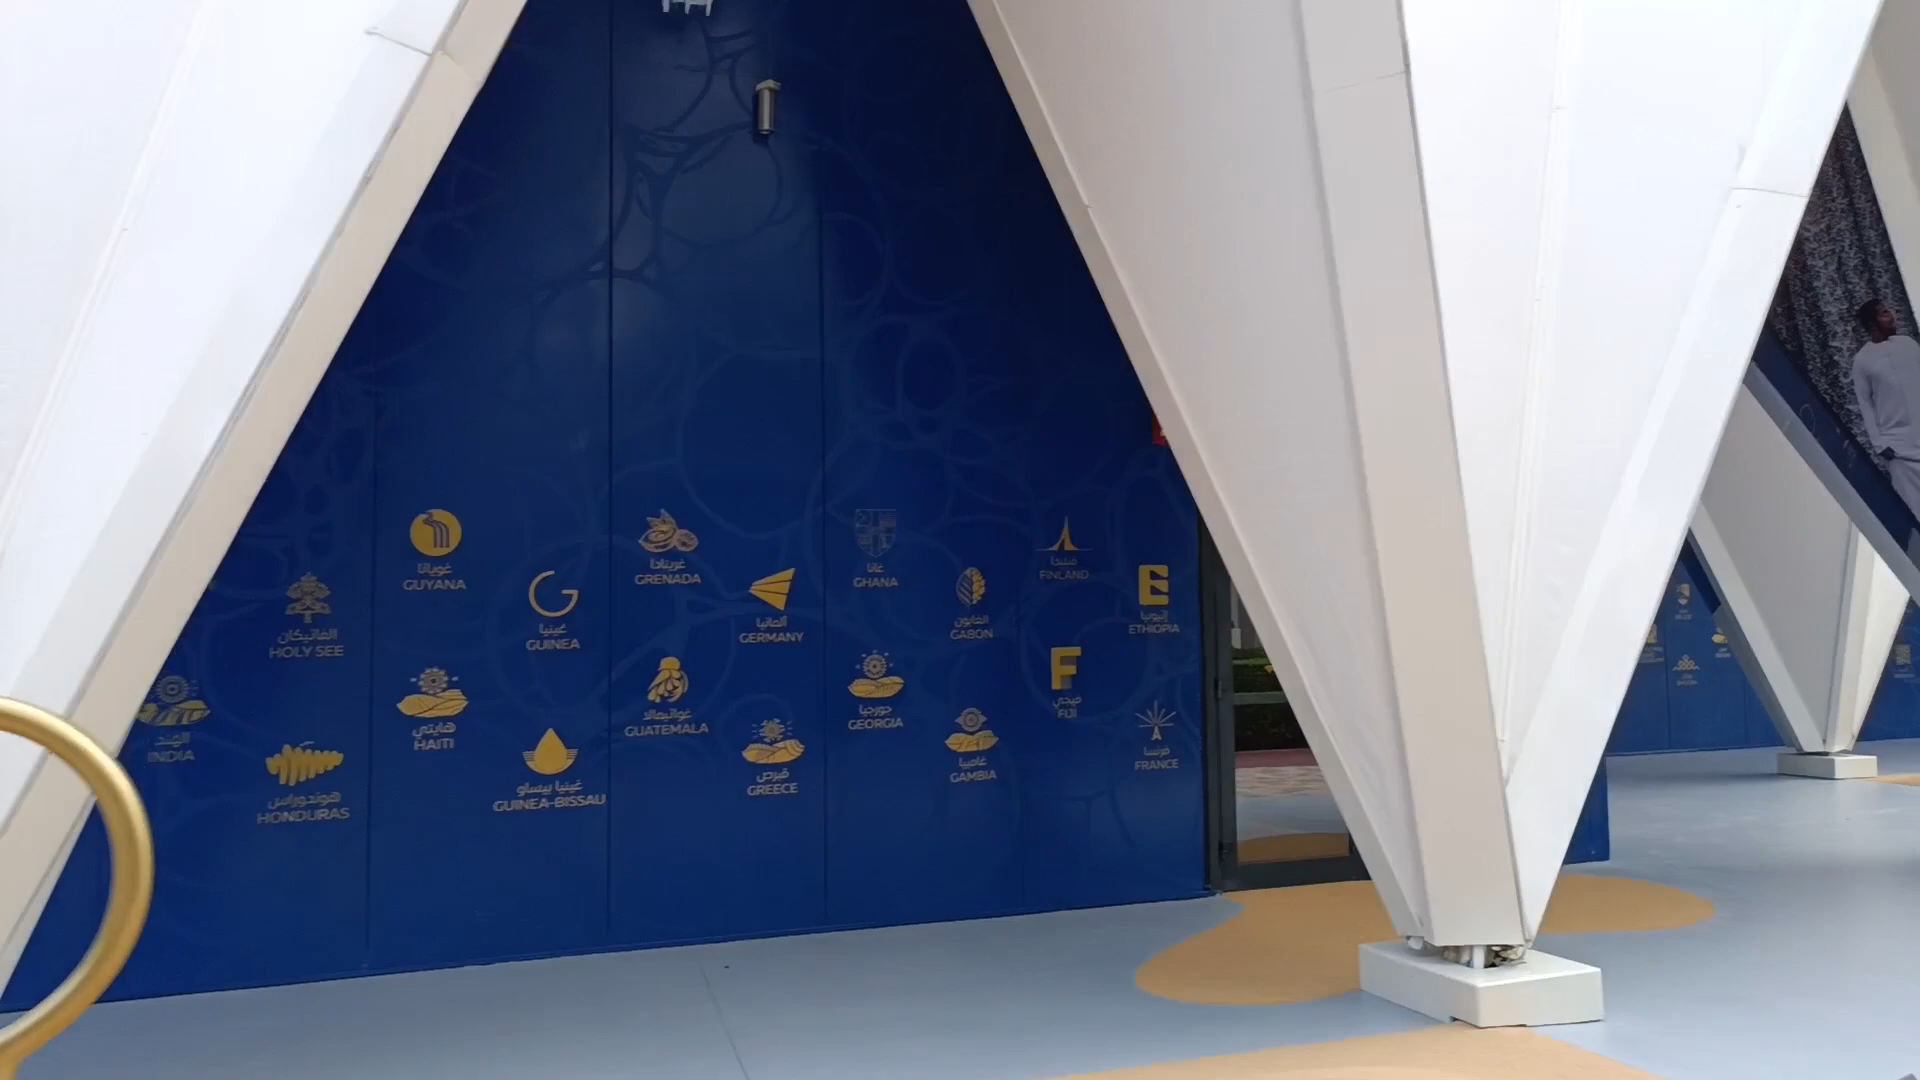 غويانا
GUYANA
غرينادا
GRENADA
غانا
GHANA
فنلندا
FINLAND
الفاتيكان
HOLY SEE
غينيا
GUINEA
ألمانيا
GERMANY
الغابون
GABON
إثيوبيا
ETHIOPIA
الهند
INDIA
هايتي
HAITI
غواتيمالا
GUATEMALA
جورجيا
GEORGIA
فيجي
FIJI
هوندوراس
HONDURAS
غينيا بيساو
GUINEA-BISSAU
قبرص
GREECE
غامبيا
GAMBIA
فرنسا
FRANCE